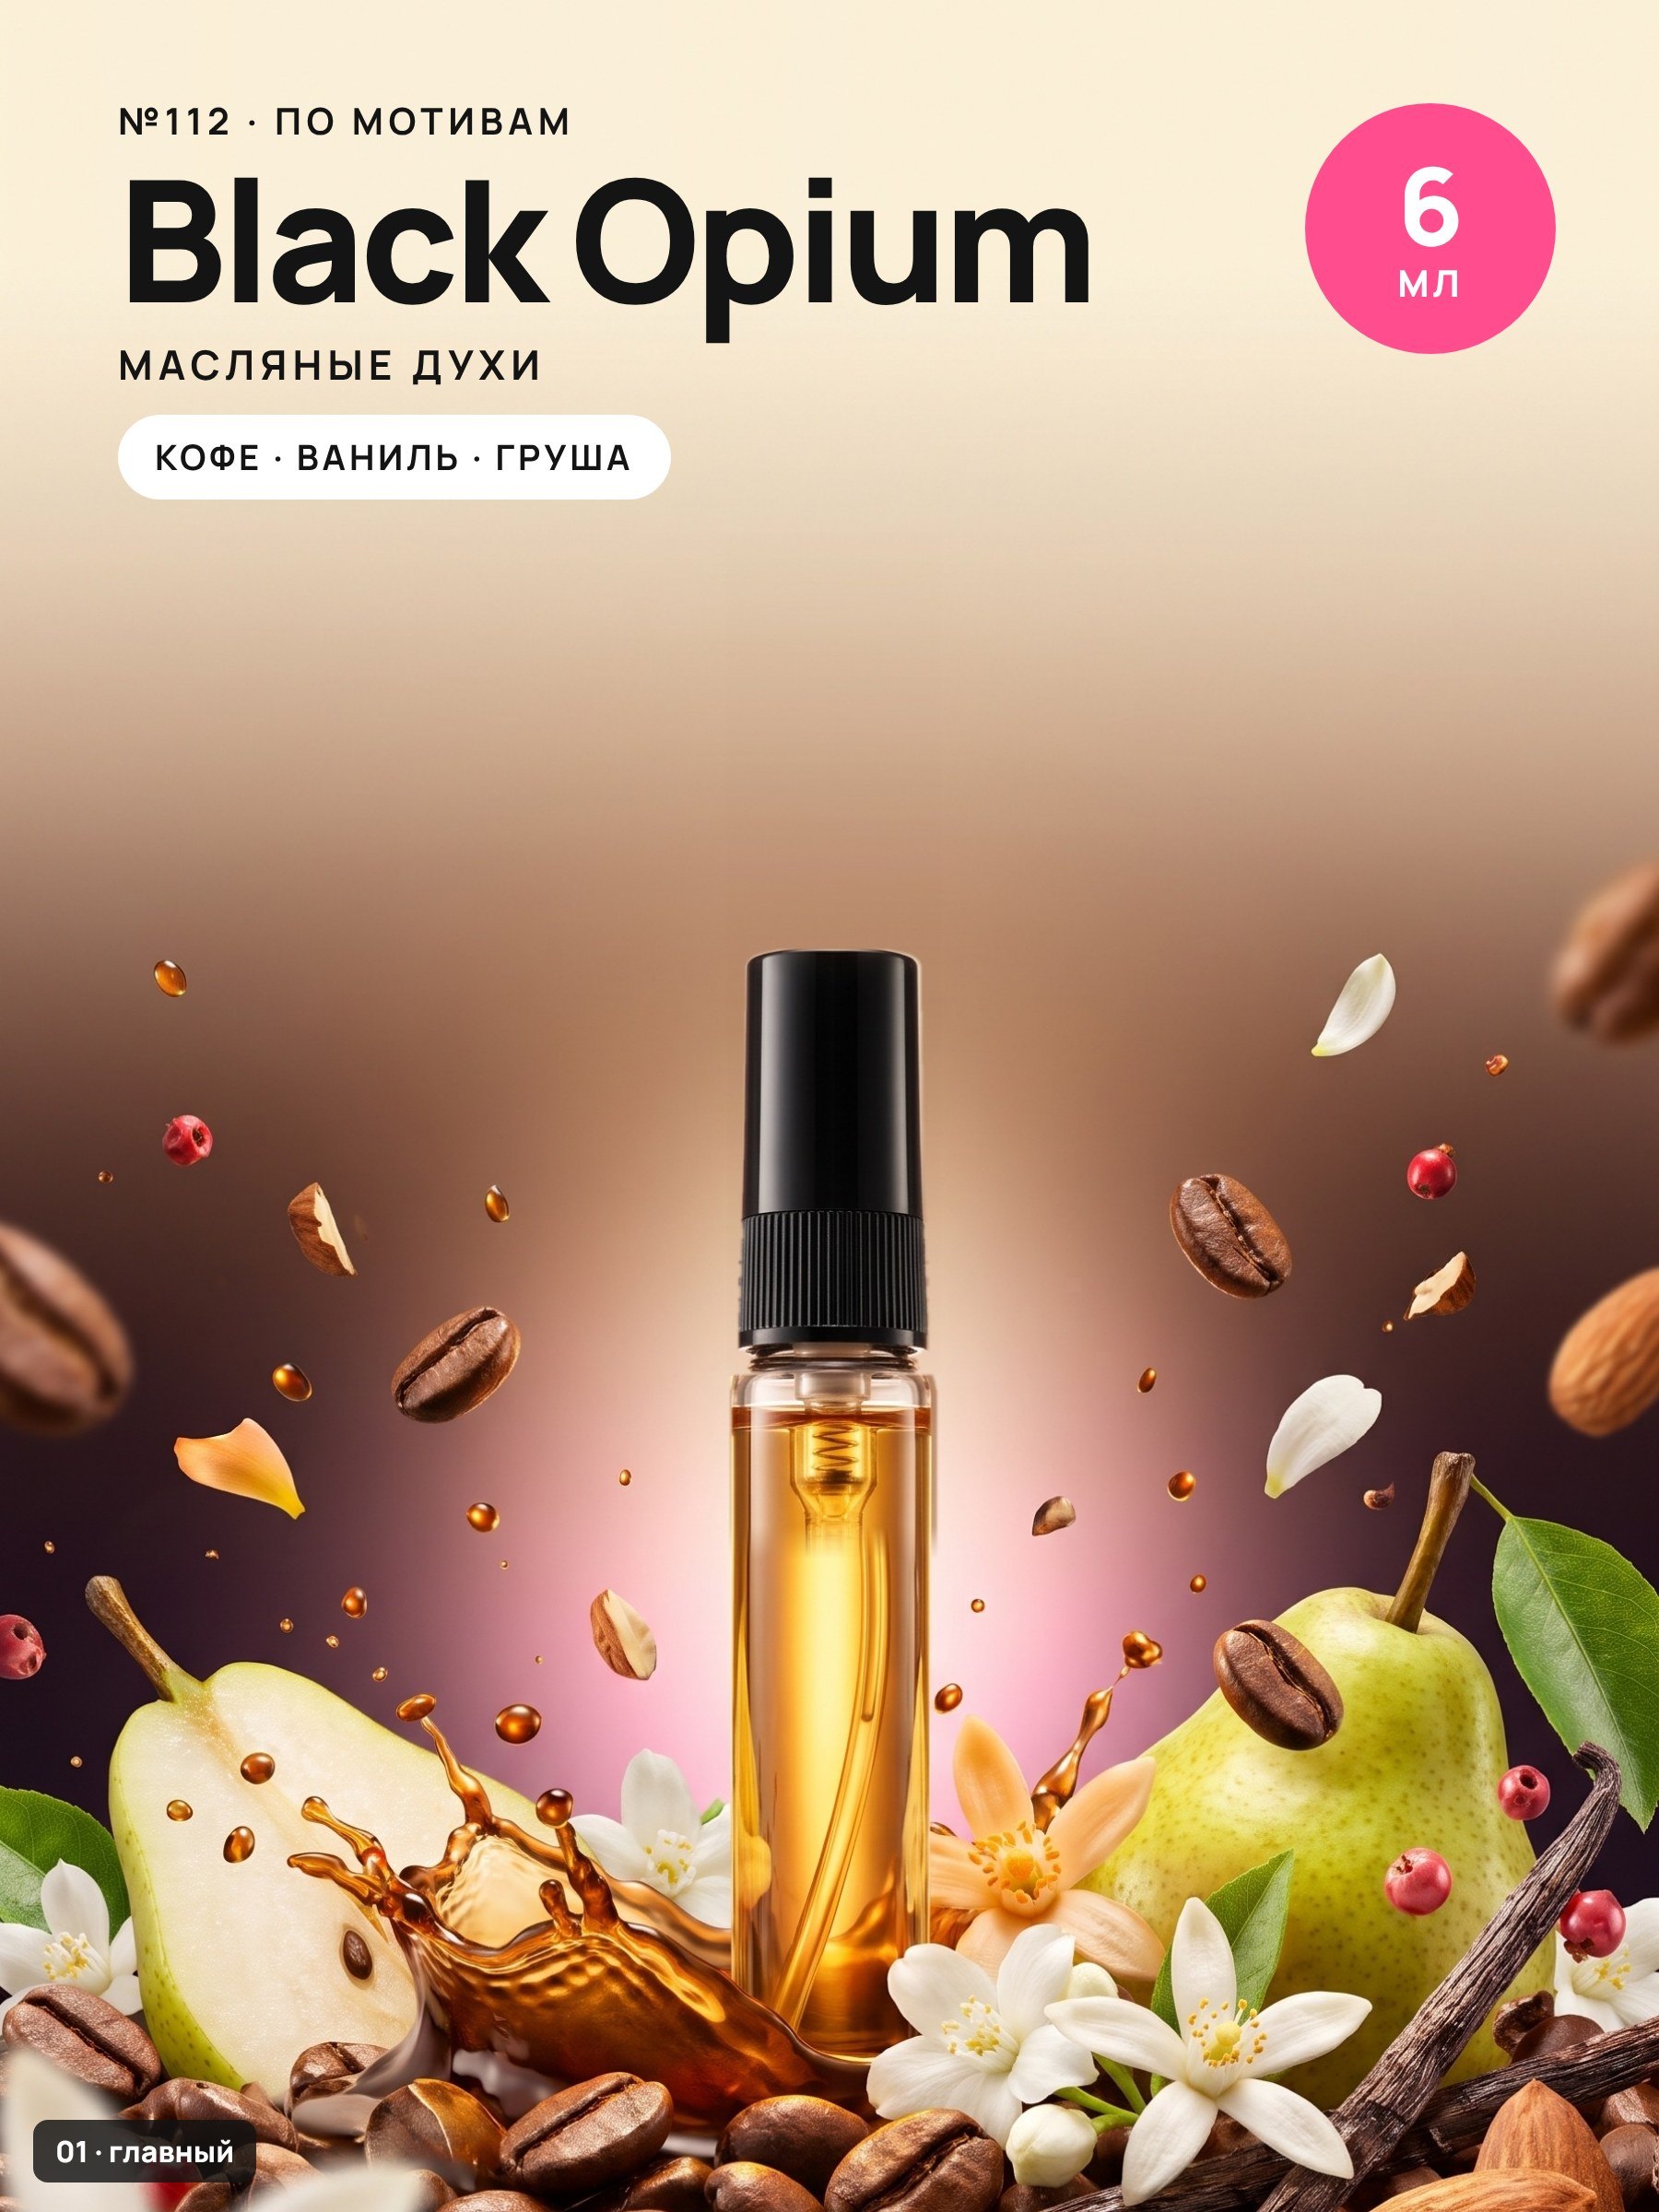 №112 · ПО МОТИВАМ
Black Opium
МАСЛЯНЫЕ ДУХИ
КОФЕ · ВАНИЛЬ · ГРУША
6
МЛ
01 · главный